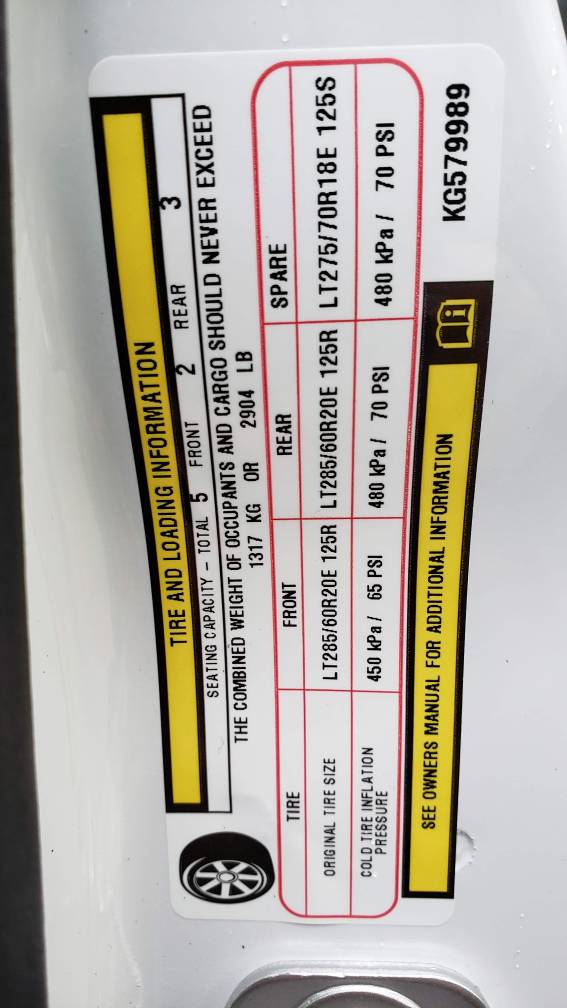 TIRE AND LOADING INFORMATION
SEATING CAPACITY - TOTAL 5 FRONT 2 REAR 3
THE COMBINED WEIGHT OF OCCUPANTS AND CARGO SHOULD NEVER EXCEED
1317 KG OR 2904 LB
TIRE FRONT REAR SPARE
ORIGINAL TIRE SIZE LT285/60R20E 125R LT285/60R20E 125R LT275/70R18E 125S
COLD TIRE INFLATION PRESSURE 450 kPa / 65 PSI 480 kPa / 70 PSI 480 kPa / 70 PSI
SEE OWNERS MANUAL FOR ADDITIONAL INFORMATION
KG579989